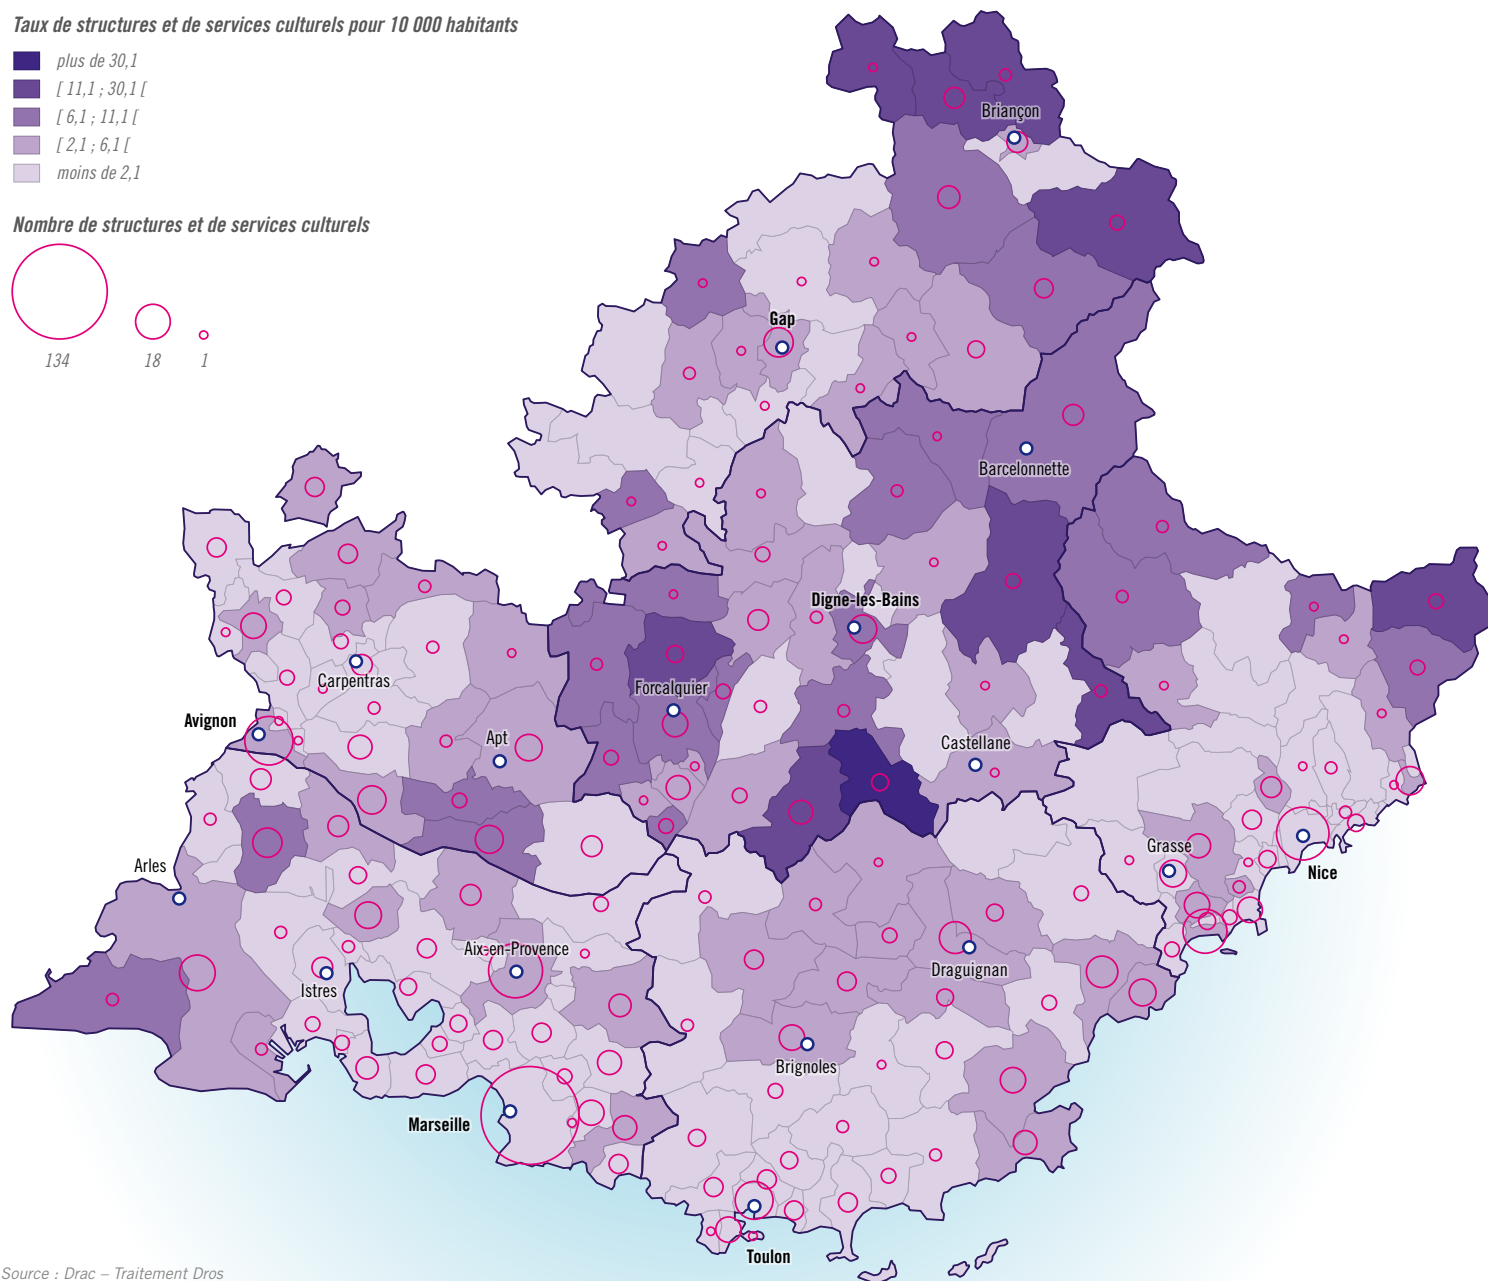 Taux de structures et de services culturels pour 10 000 habitants
plus de 30,1
[ 11,1 ; 30,1 [
[ 6,1 ; 11,1 [
[ 2,1 ; 6,1 [
moins de 2,1
Nombre de structures et de services culturels
134
18
1
Briançon
Gap
Barcelonnette
Digne-les-Bains
Carpentras
Forcalquier
Avignon
Apt
Castellane
Grasse
Arles
Nice
Aix-en-Provence
Draguignan
Istres
Brignoles
Marseille
Toulon
Source : Drac – Traitement Dros